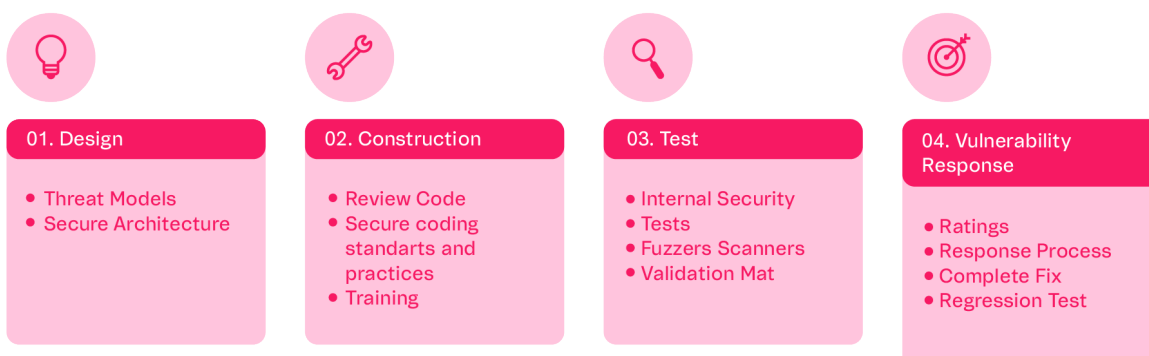 01. Design
Threat Models
Secure Architecture
02. Construction
Review Code
Secure coding
standarts and
practices
Training
03. Test
Internal Security
Tests
Fuzzers Scanners
Validation Mat
04. Vulnerability
Response
Ratings
Response Process
Complete Fix
Regression Test